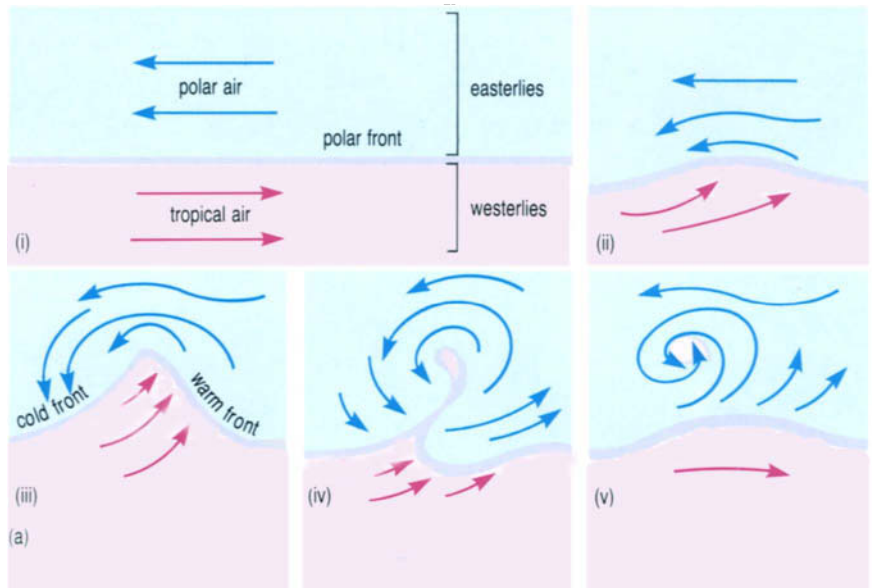 polar air
easterlies
polar front
tropical air
westerlies
(i)
(ii)
cold front
warm front
(iii)
(iv)
(v)
(a)